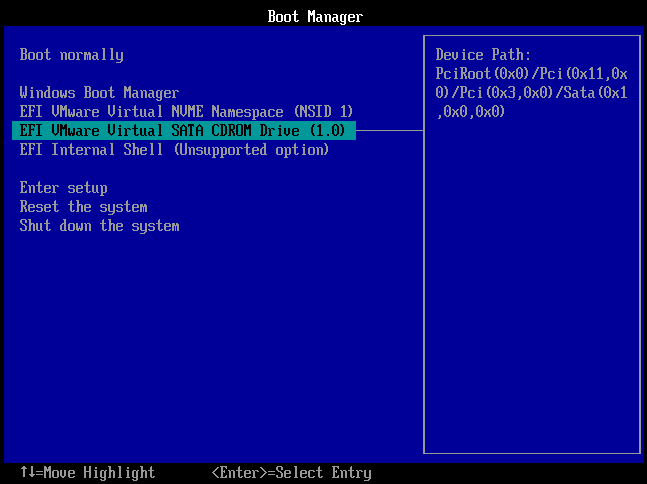 Boot Manager
Boot normally
Windows Boot Manager
EFI VMware Virtual NVME Namespace (NSID 1)
EFI VMware Virtual SATA CDROM Drive (1.0)
EFI Internal Shell (Unsupported option)
Enter setup
Reset the system
Shut down the system
Device Path:
PciRoot(0x0)/Pci(0x11,0x
0)/Pci(0x3,0x0)/Sata(0x1
,0x0,0x0)
↑↓=Move Highlight <Enter>=Select Entry